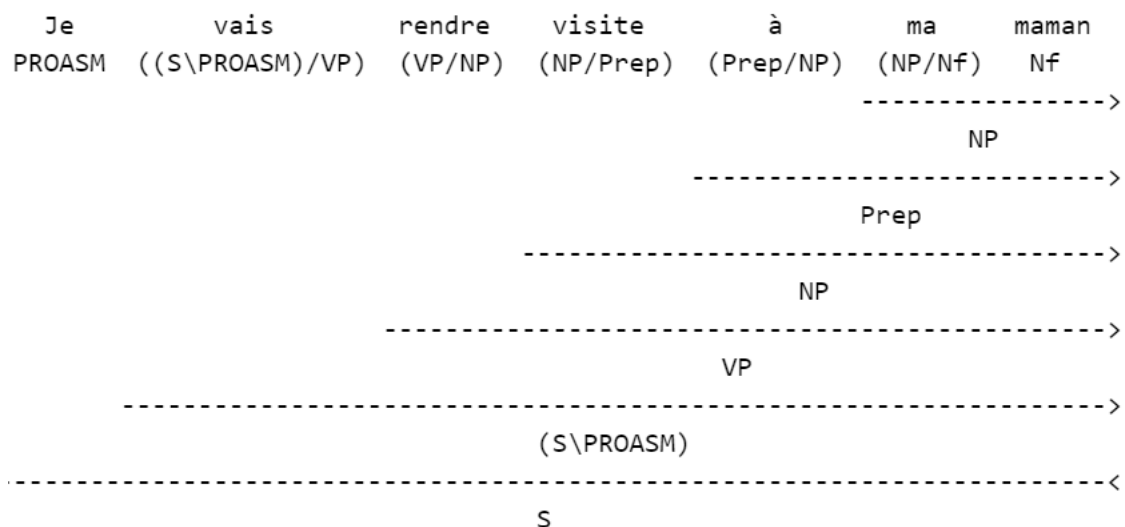 Je vais rendre visite à ma maman
PROASM ((S\PROASM)/VP) (VP/NP) (NP/Prep) (Prep/NP) (NP/Nf) Nf
---------------->
NP
---------------------------->
Prep
--------------------------------------->
NP
------------------------------------------------>
VP
----------------------------------------------------------------->
(S\PROASM)
-------------------------------------------------------------------------<
S